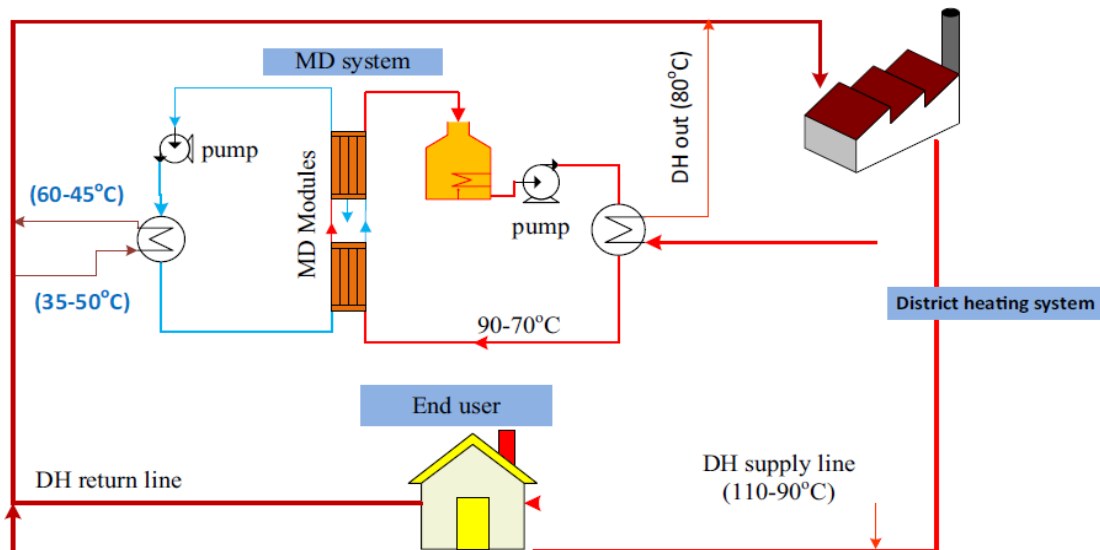 MD system
DH out (80°C)
pump
MD Modules
(60-45°C)
pump
(35-50°C)
District heating system
90-70°C
End user
DH return line
DH supply line
(110-90°C)